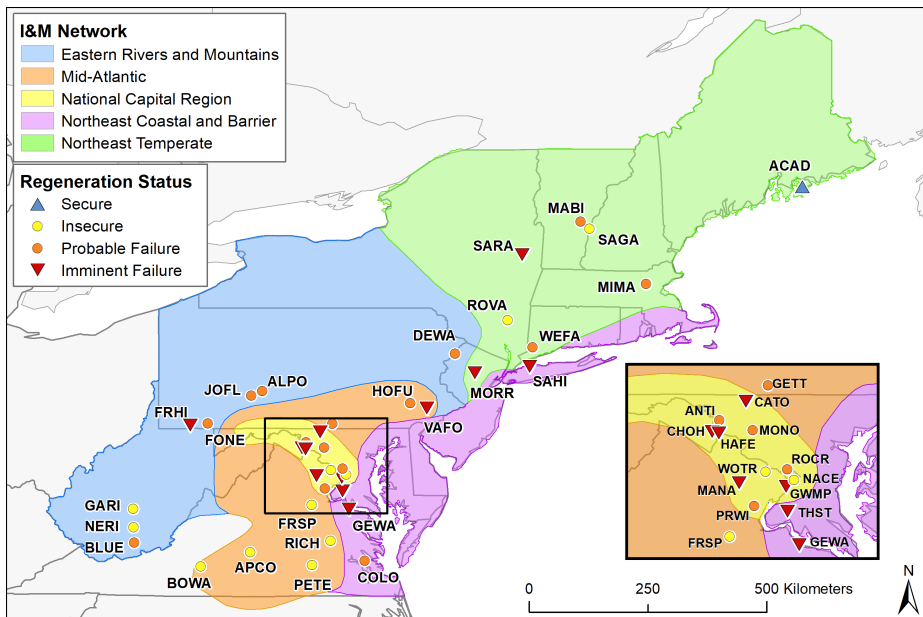 I&M Network
Eastern Rivers and Mountains
Mid-Atlantic
National Capital Region
Northeast Coastal and Barrier
Northeast Temperate
Regeneration Status
Secure
Insecure
Probable Failure
Imminent Failure
ACAD
MABI
SAGA
SARA
MIMA
ROVA
WEFA
DEWA
SAHI
MORR
JOFL
ALPO
HOFU
VAFO
FRHI
FONE
GARI
NERI
BLUE
FRSP
GEWA
RICH
APCO
BOWA
PETE
COLO
GETT
CATO
ANTI
CHOH
HAFE
MONO
WOTR
ROCR
NACE
MANA
GWMP
PRWI
THST
FRSP
GEWA
N
0 250 500 Kilometers